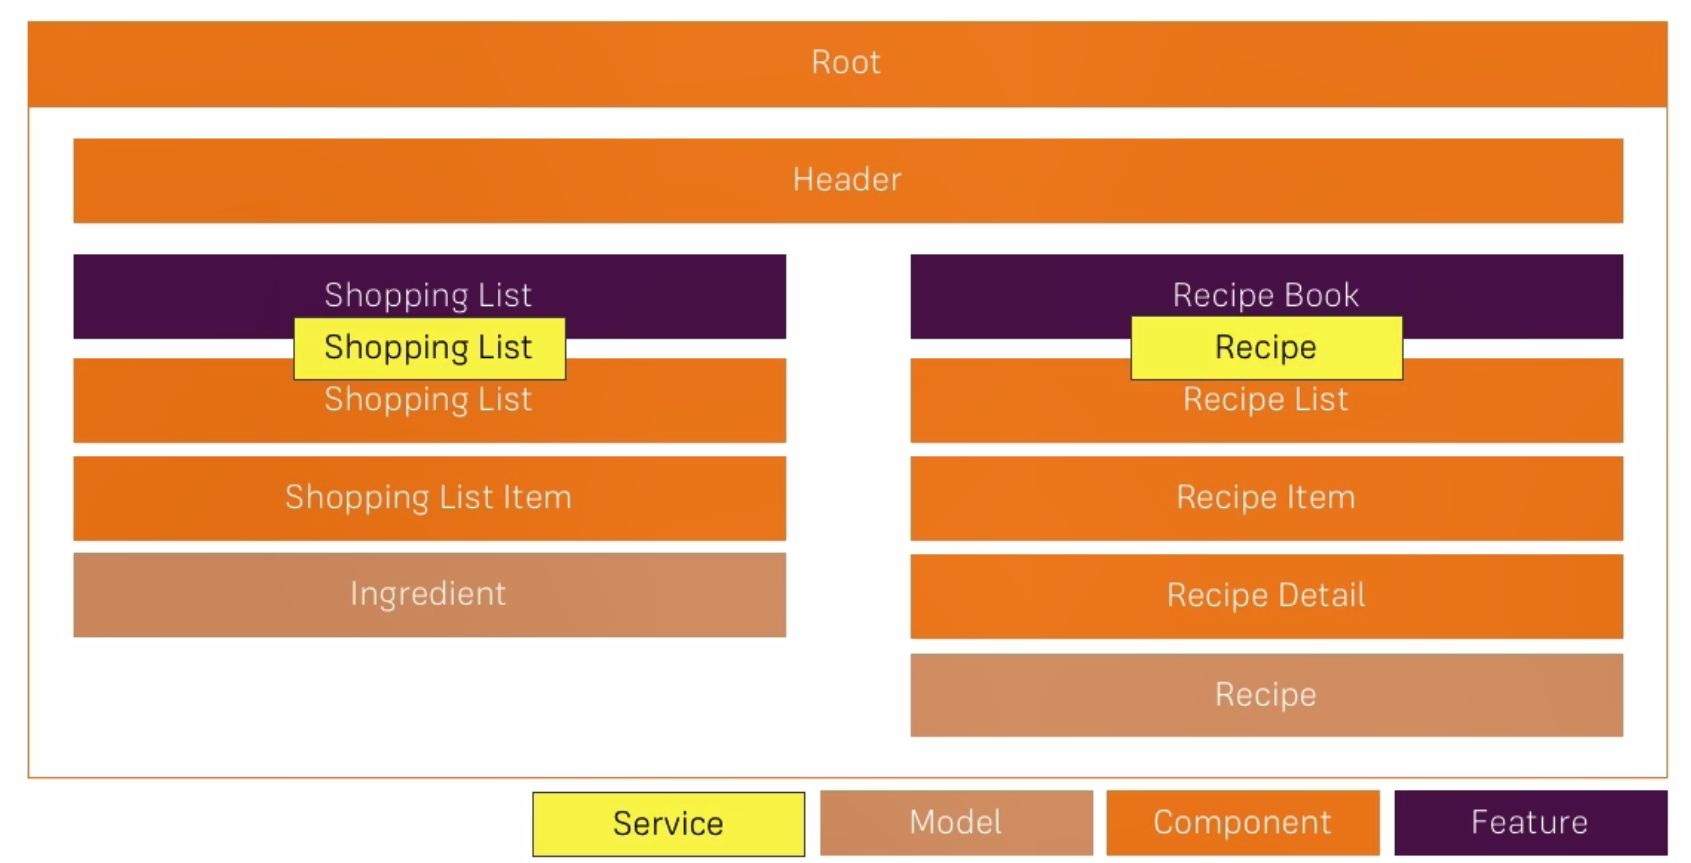 Root
Header
Shopping List
Shopping List
Shopping List
Shopping List Item
Ingredient
Recipe Book
Recipe
Recipe List
Recipe Item
Recipe Detail
Recipe
Service
Model
Component
Feature